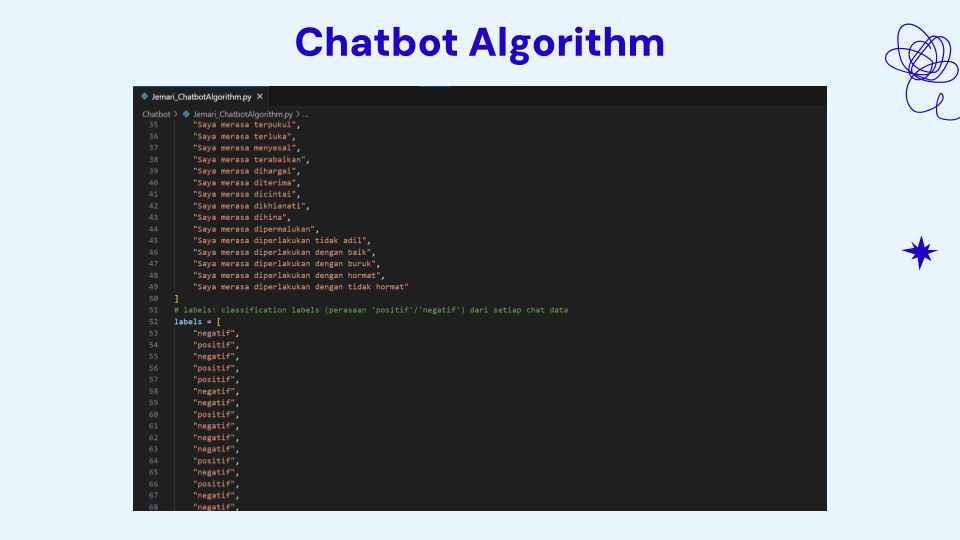 Chatbot Algorithm
Jemari_ChatbotAlgorithm.py ×
Chatbot > Jemari_ChatbotAlgorithm.py > ...
35 "Saya merasa terpukul",
36 "Saya merasa terluka",
37 "Saya merasa menyesal",
38 "Saya merasa terabaikan",
39 "Saya merasa dihargai",
40 "Saya merasa diterima",
41 "Saya merasa dicintai",
42 "Saya merasa dikhianati",
43 "Saya merasa dihina",
44 "Saya merasa dipermalukan",
45 "Saya merasa diperlakukan tidak adil",
46 "Saya merasa diperlakukan dengan baik",
47 "Saya merasa diperlakukan dengan buruk",
48 "Saya merasa diperlakukan dengan hormat",
49 "Saya merasa diperlakukan dengan tidak hormat"
50 ]
51 # labels: classification labels (perasaan 'positif'/'negatif') dari setiap chat data
52 labels = [
53 "negatif",
54 "positif",
55 "negatif",
56 "positif",
57 "positif",
58 "negatif",
59 "negatif",
60 "positif",
61 "negatif",
62 "negatif",
63 "negatif",
64 "positif",
65 "negatif",
66 "positif",
67 "negatif",
68 "negatif",